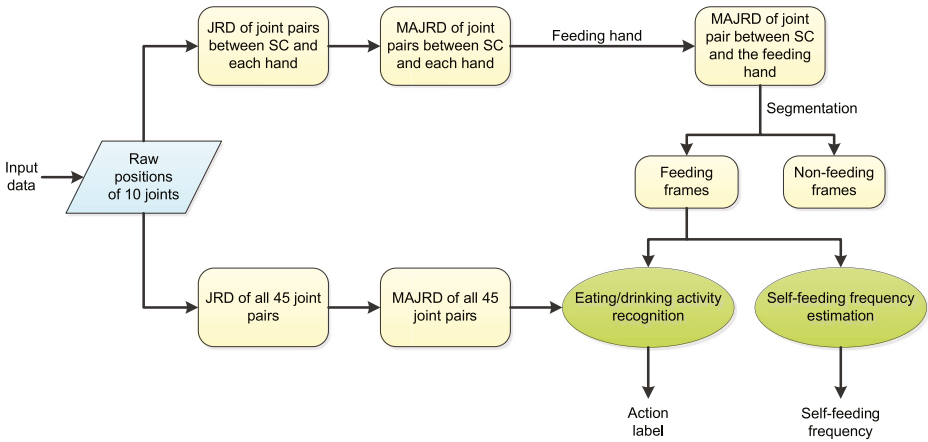 JRD of joint pairs
between SC and
each hand
MAJRD of joint
pairs between SC
and each hand
Feeding hand
MAJRD of joint
pair between SC
and the feeding
hand
Segmentation
Input
data
Raw
positions
of 10 joints
Feeding
frames
Non-feeding
frames
JRD of all 45 joint
pairs
MAJRD of all 45
joint pairs
Eating/drinking activity
recognition
Self-feeding frequency
estimation
Action
label
Self-feeding
frequency